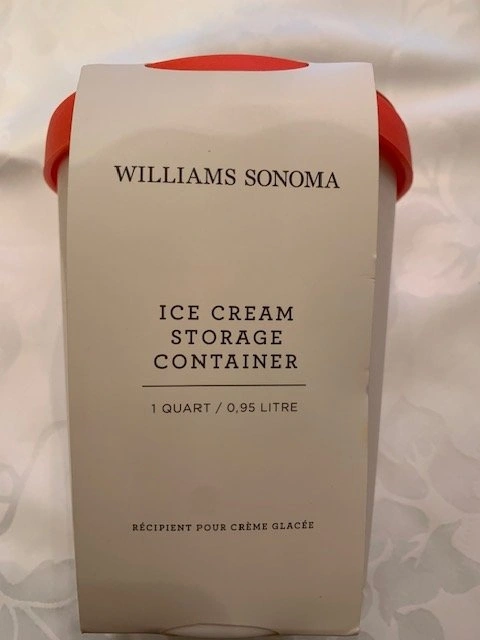 WILLIAMS SONOMA
ICE CREAM
STORAGE
CONTAINER
1 QUART / 0,95 LITRE
RÉCIPIENT POUR CRÈME GLACÉE